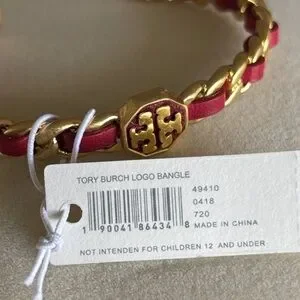 TORY BURCH LOGO BANGLE
49410
0418
720
1 90041 86434 8
MADE IN CHINA
NOT INTENDEN FOR CHILDREN 12 AND UNDER